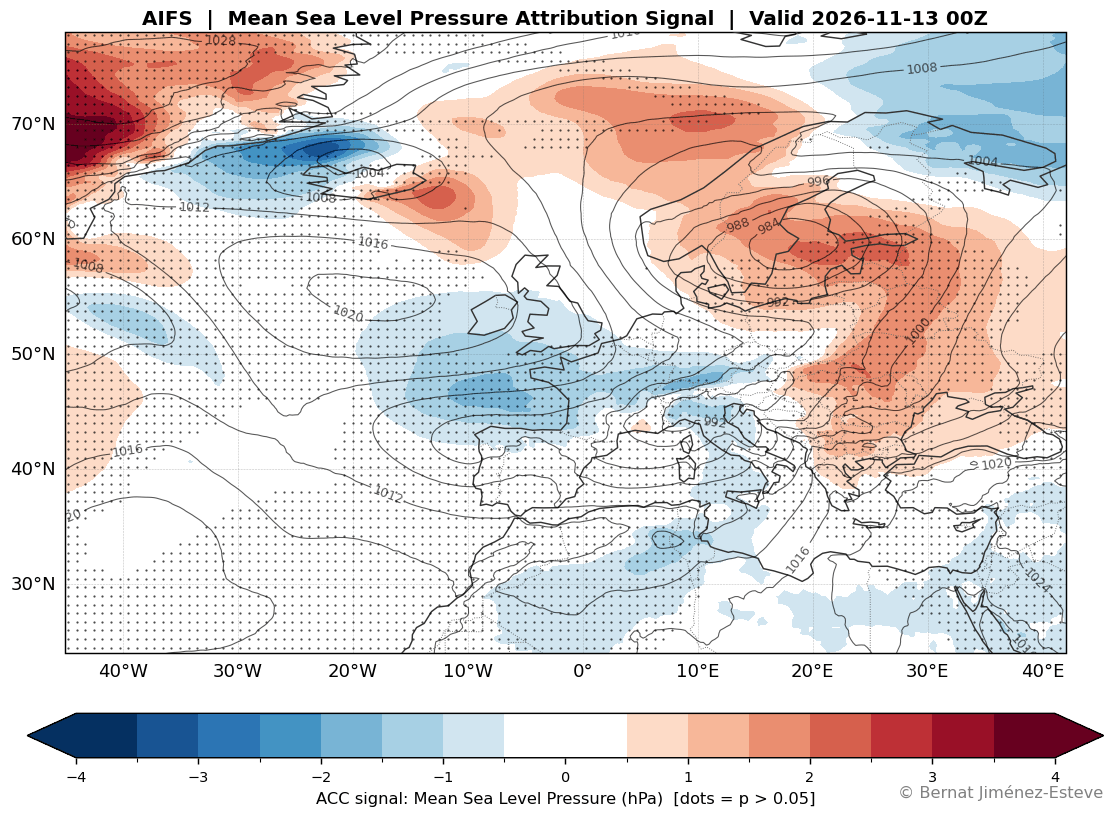 AIFS | Mean Sea Level Pressure Attribution Signal | Valid 2026-11-13 00Z
1028
1008
70°N
1004
1004
996
1008
1012
60°N
1016
988
984
1008
992
1020
1000
50°N
992
1016
1020
40°N
1012
20
1016
1024
30°N
40°W 30°W 20°W 10°W 0° 10°E 20°E 30°E 40°E
−4 −3 −2 −1 0 1 2 3 4
ACC signal: Mean Sea Level Pressure (hPa) [dots = p > 0.05]
© Bernat Jiménez-Esteve